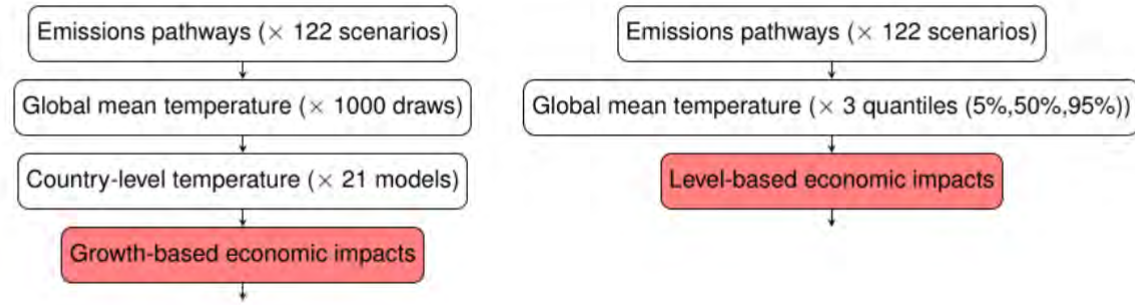 Emissions pathways (× 122 scenarios)
Global mean temperature (× 1000 draws)
Country-level temperature (× 21 models)
Growth-based economic impacts
Emissions pathways (× 122 scenarios)
Global mean temperature (× 3 quantiles (5%,50%,95%))
Level-based economic impacts